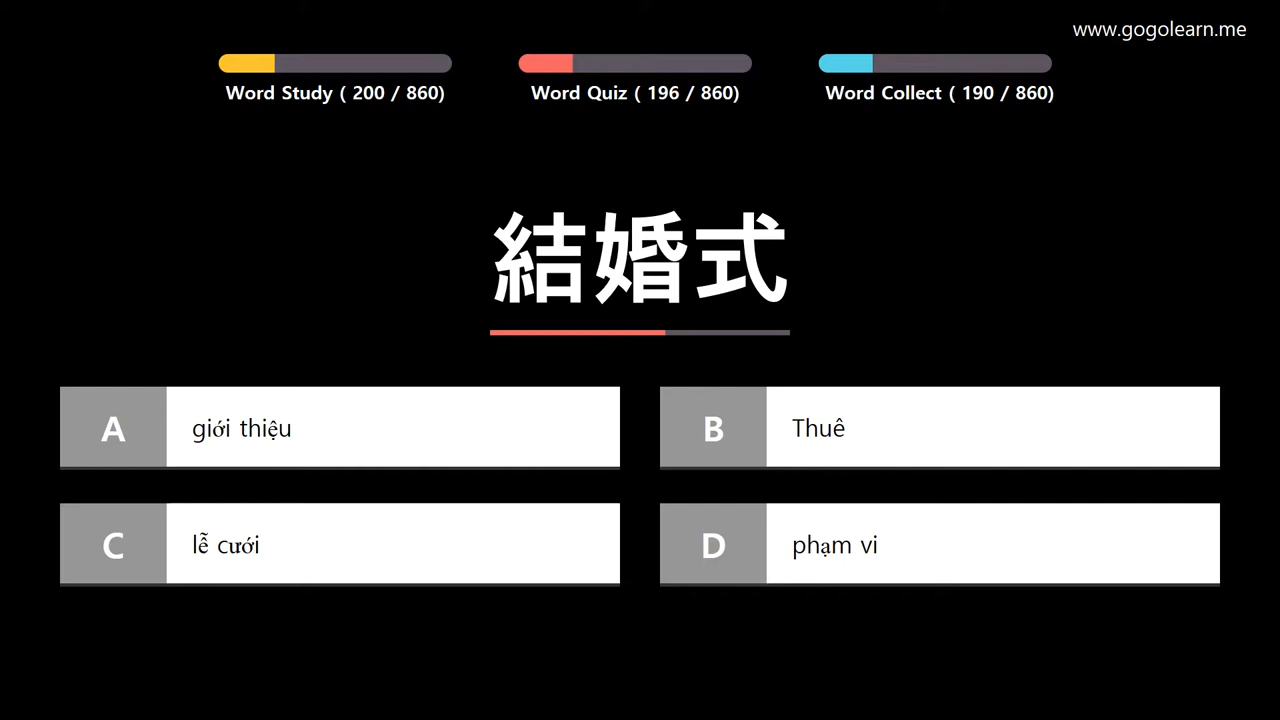 www.gogolearn.me
Word Study ( 200 / 860)
Word Quiz ( 196 / 860)
Word Collect ( 190 / 860)
結婚式
A
giới thiệu
B
Thuê
C
lễ cưới
D
phạm vi